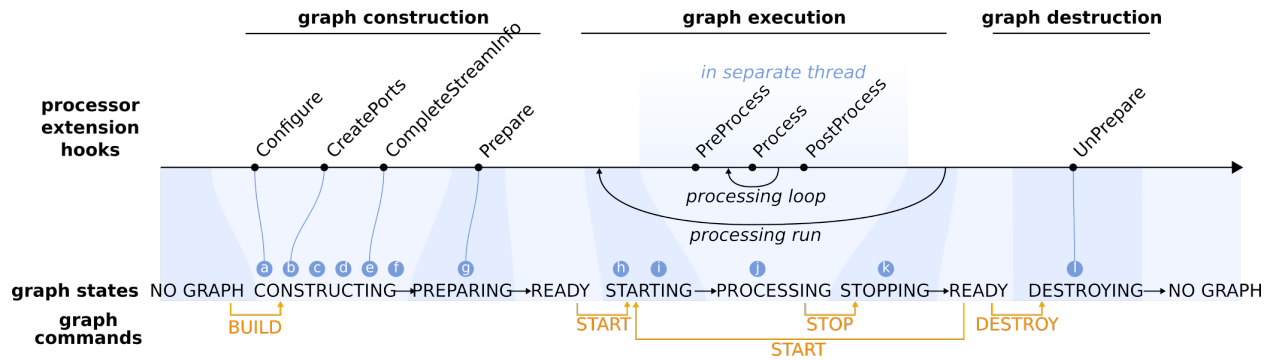 graph construction
graph execution
graph destruction
in separate thread
processor
extension
hooks
Configure
CreatePorts
CompleteStreamInfo
Prepare
PreProcess
Process
PostProcess
UnPrepare
processing loop
processing run
a b c d e f g h i j k l
graph states NO GRAPH CONSTRUCTING PREPARING READY STARTING PROCESSING STOPPING READY DESTROYING NO GRAPH
graph
commands
BUILD START STOP DESTROY
START